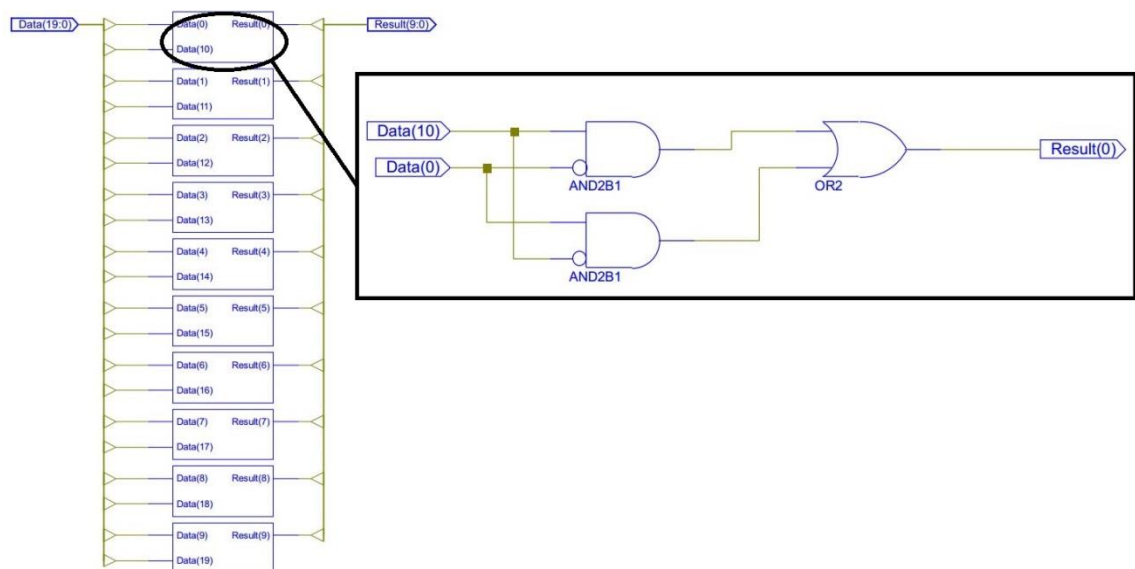 Data(19:0)
Result(9:0)
Data(0) Result(0)
Data(10)
Data(1) Result(1)
Data(11)
Data(2) Result(2)
Data(12)
Data(3) Result(3)
Data(13)
Data(4) Result(4)
Data(14)
Data(5) Result(5)
Data(15)
Data(6) Result(6)
Data(16)
Data(7) Result(7)
Data(17)
Data(8) Result(8)
Data(18)
Data(9) Result(9)
Data(19)
Data(10)
Data(0)
AND2B1
AND2B1
OR2
Result(0)